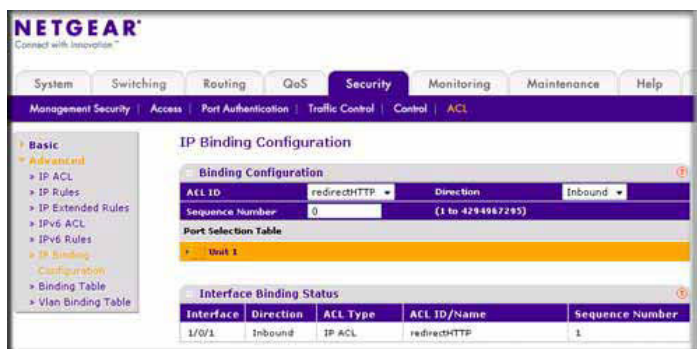 NETGEAR®
Connect with Innovation™
System Switching Routing QoS Security Monitoring Maintenance Help
Management Security | Access | Port Authentication | Traffic Control | Control | ACL
Basic
Advanced
» IP ACL
» IP Rules
» IP Extended Rules
» IPv6 ACL
» IPv6 Rules
» IP Binding
Configuration
» Binding Table
» Vlan Binding Table
IP Binding Configuration
Binding Configuration
ACL ID redirectHTTP Direction Inbound
Sequence Number 0 (1 to 4294967295)
Port Selection Table
Unit 1
Interface Binding Status
Interface Direction ACL Type ACL ID/Name Sequence Number
1/0/1 Inbound IP ACL redirectHTTP 1